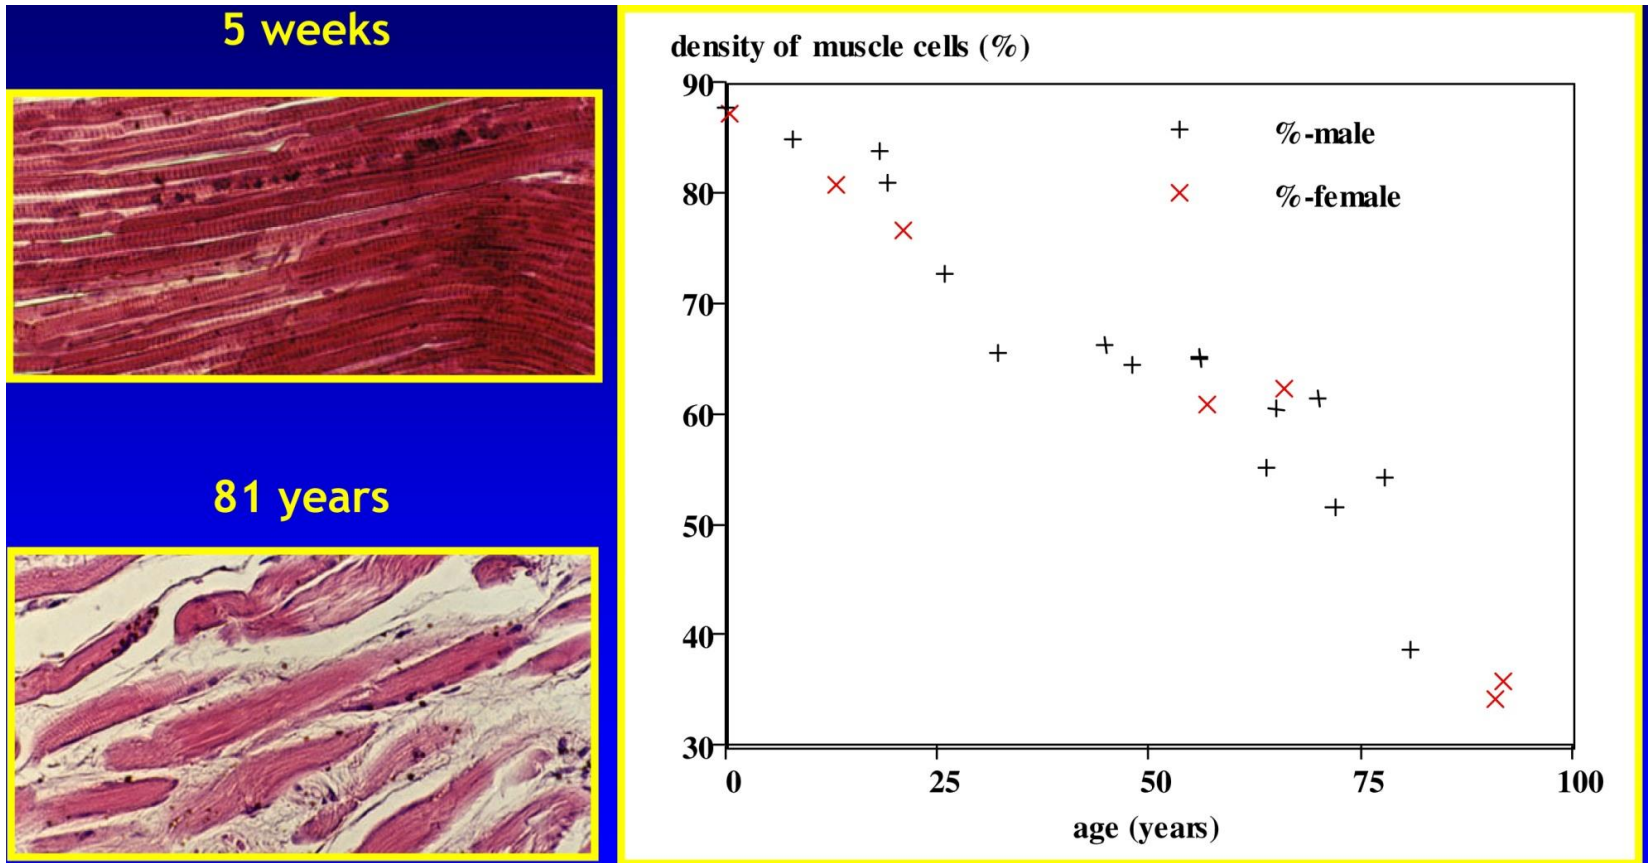 5 weeks
81 years
density of muscle cells (%)
90
80
70
60
50
40
30
%-male
%-female
0 25 50 75 100
age (years)